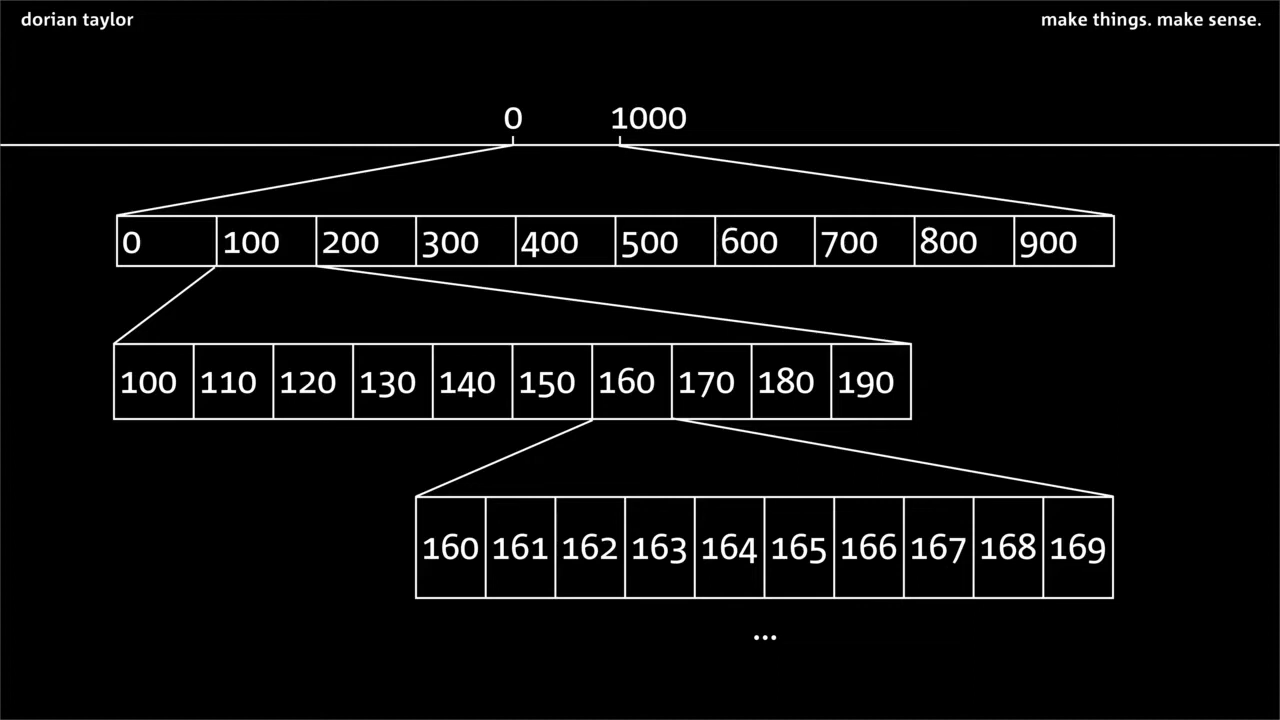 dorian taylor
make things. make sense.
0 1000
0 100 200 300 400 500 600 700 800 900
100 110 120 130 140 150 160 170 180 190
160 161 162 163 164 165 166 167 168 169
...